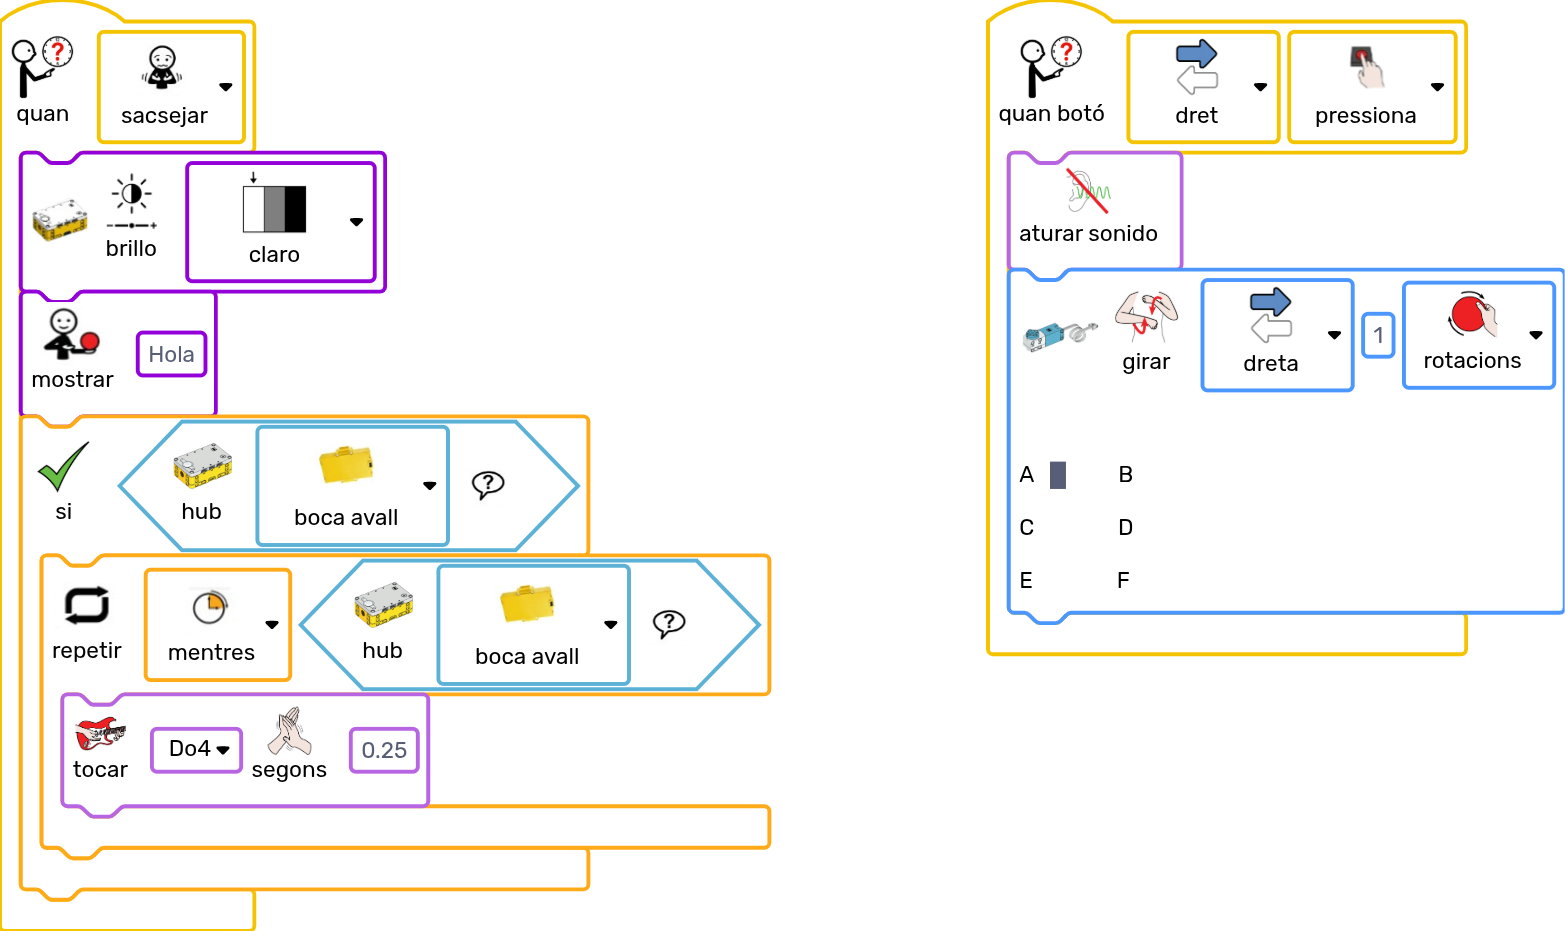 quan
sacsejar
brillo
claro
mostrar
Hola
si
hub
boca avall
?
repetir
mentres
hub
boca avall
?
tocar
Do4
segons
0.25
quan botó
dret
pressiona
aturar sonido
girar
dreta
1
rotacions
A B
C D
E F